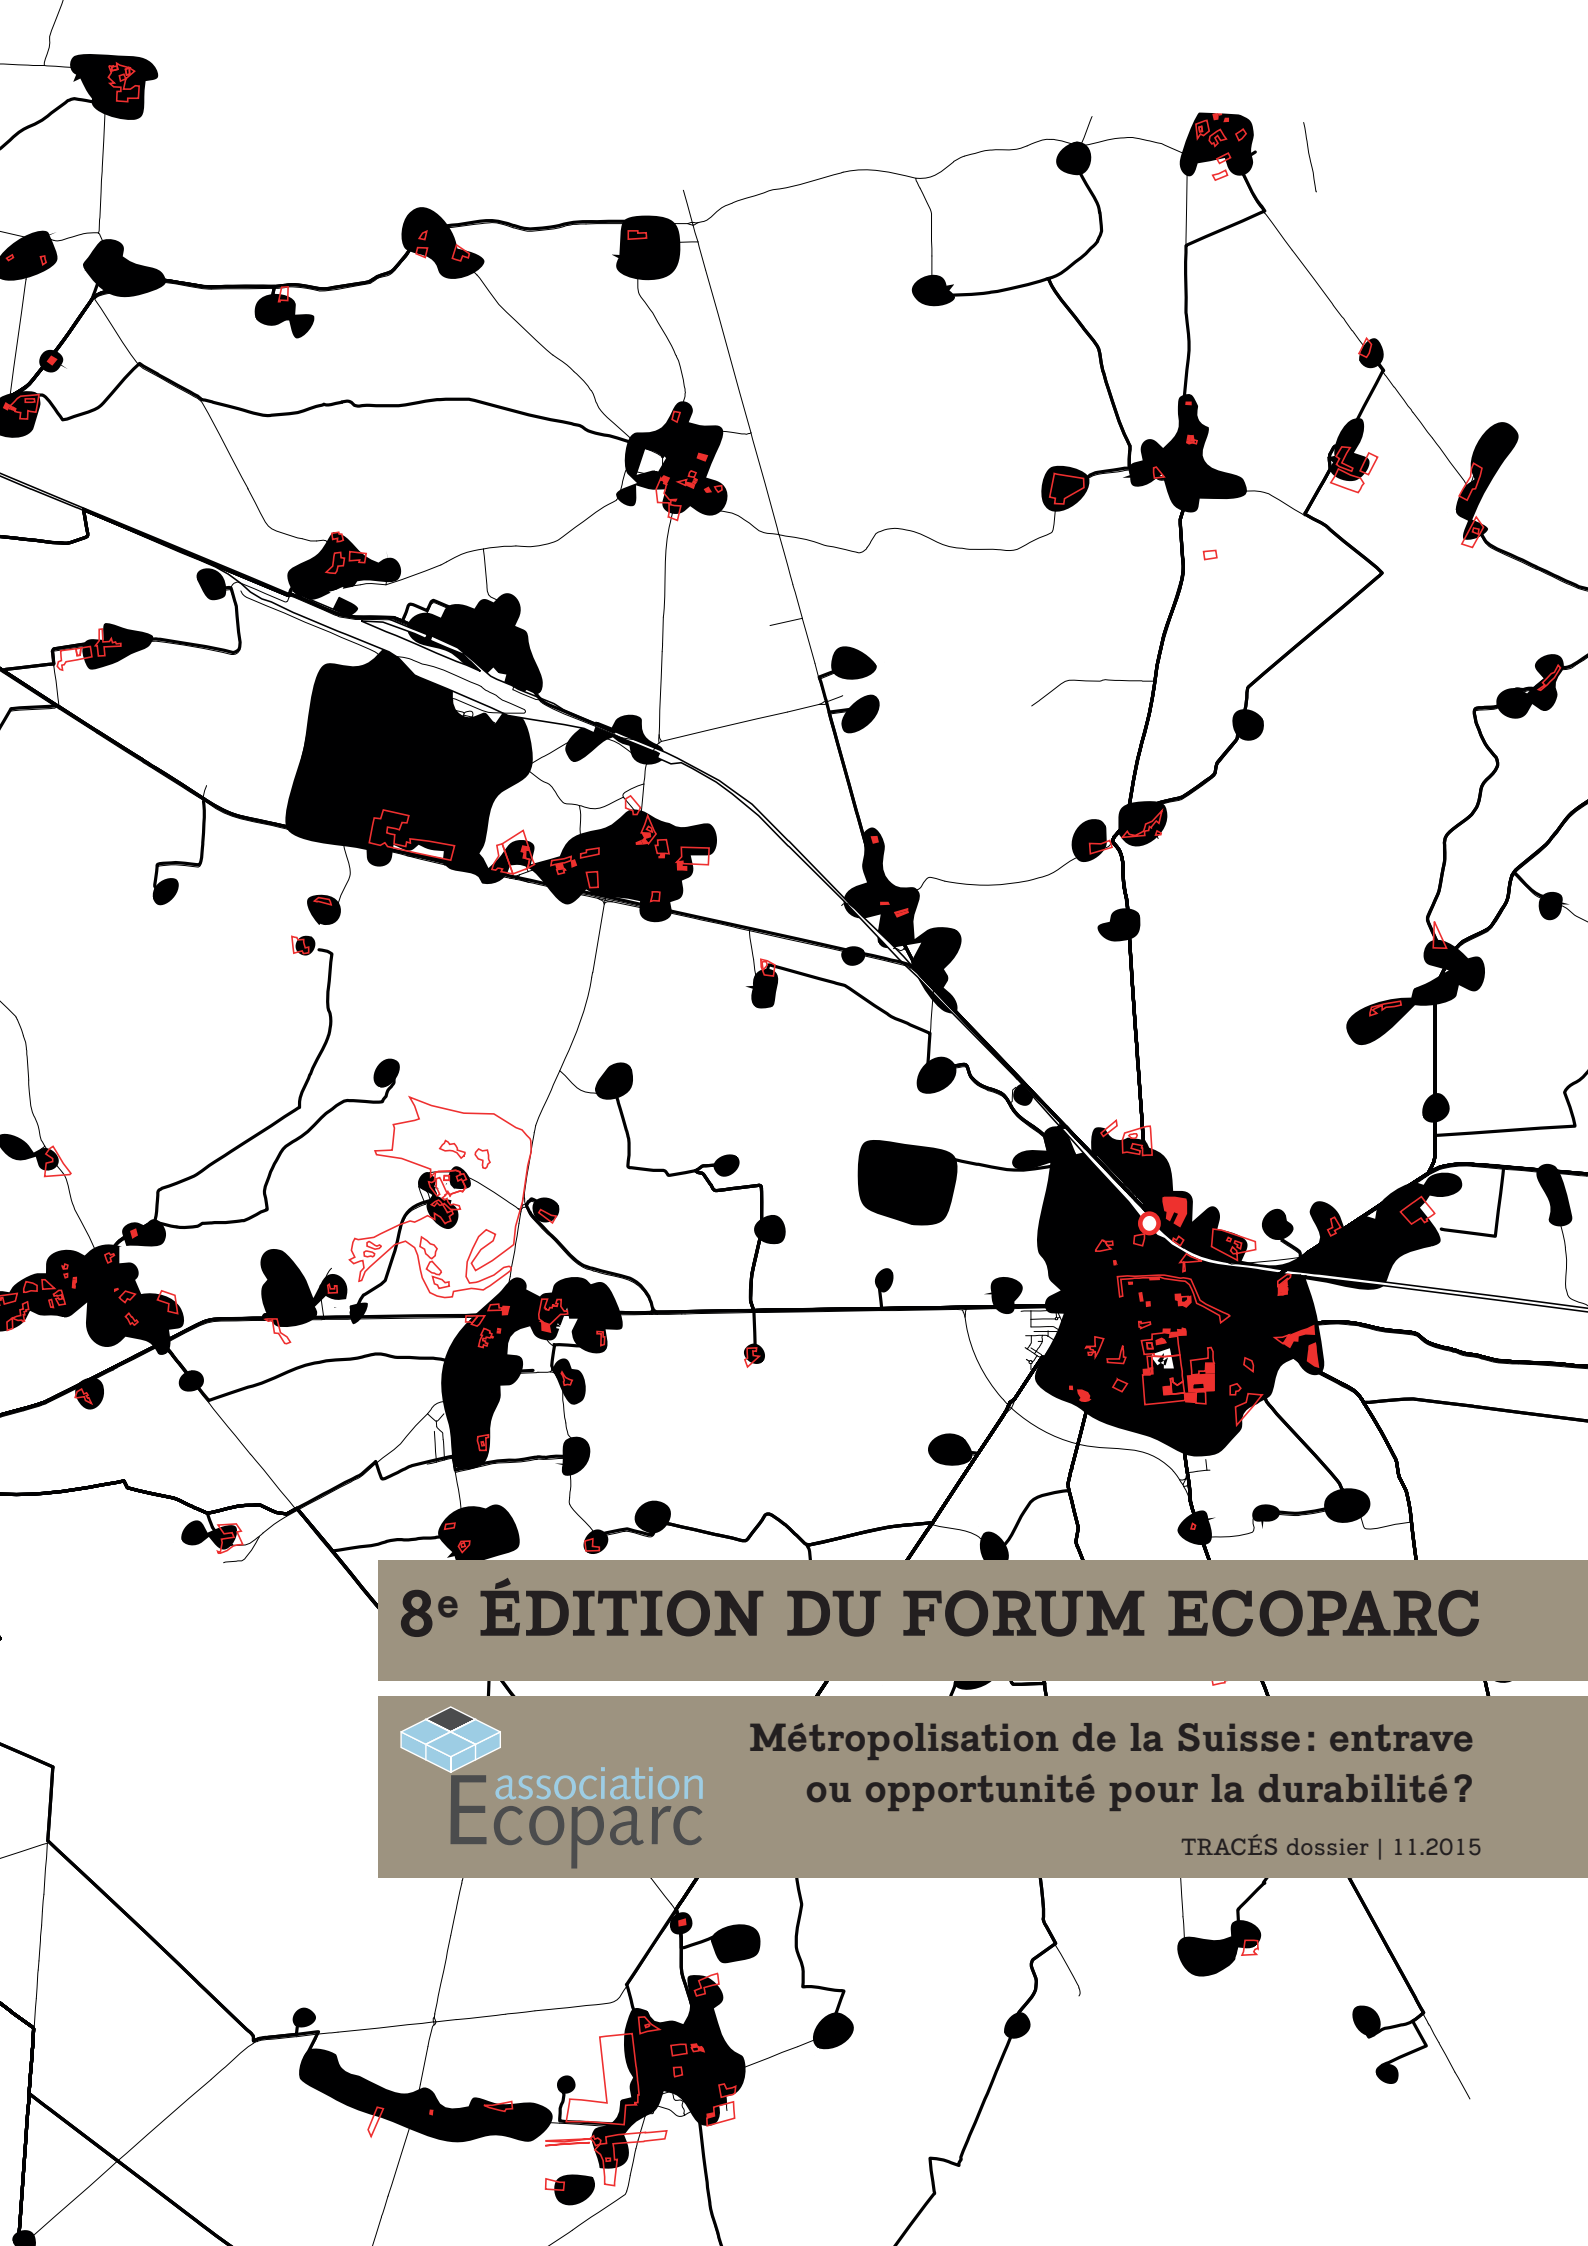 8e ÉDITION DU FORUM ECOPARC
association
Ecoparc
Métropolisation de la Suisse : entrave
ou opportunité pour la durabilité ?
TRACÉS dossier | 11.2015